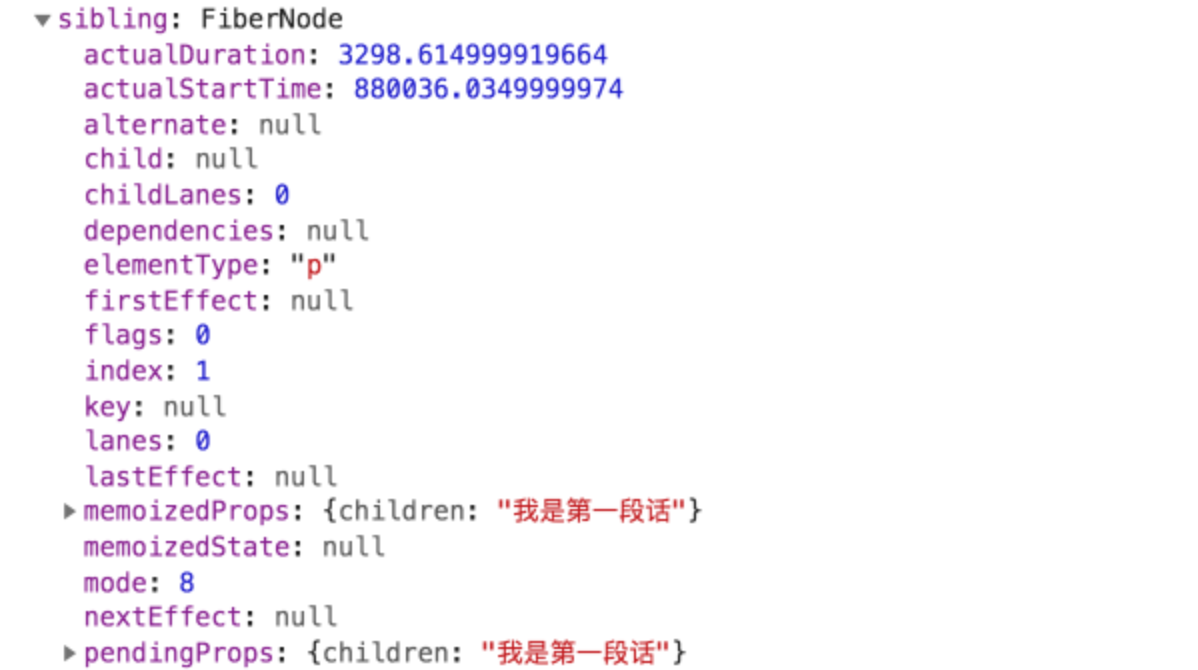 sibling: FiberNode
actualDuration: 3298.614999919664
actualStartTime: 880036.0349999974
alternate: null
child: null
childLanes: 0
dependencies: null
elementType: "p"
firstEffect: null
flags: 0
index: 1
key: null
lanes: 0
lastEffect: null
memoizedProps: {children: "我是第一段话"}
memoizedState: null
mode: 8
nextEffect: null
pendingProps: {children: "我是第一段话"}